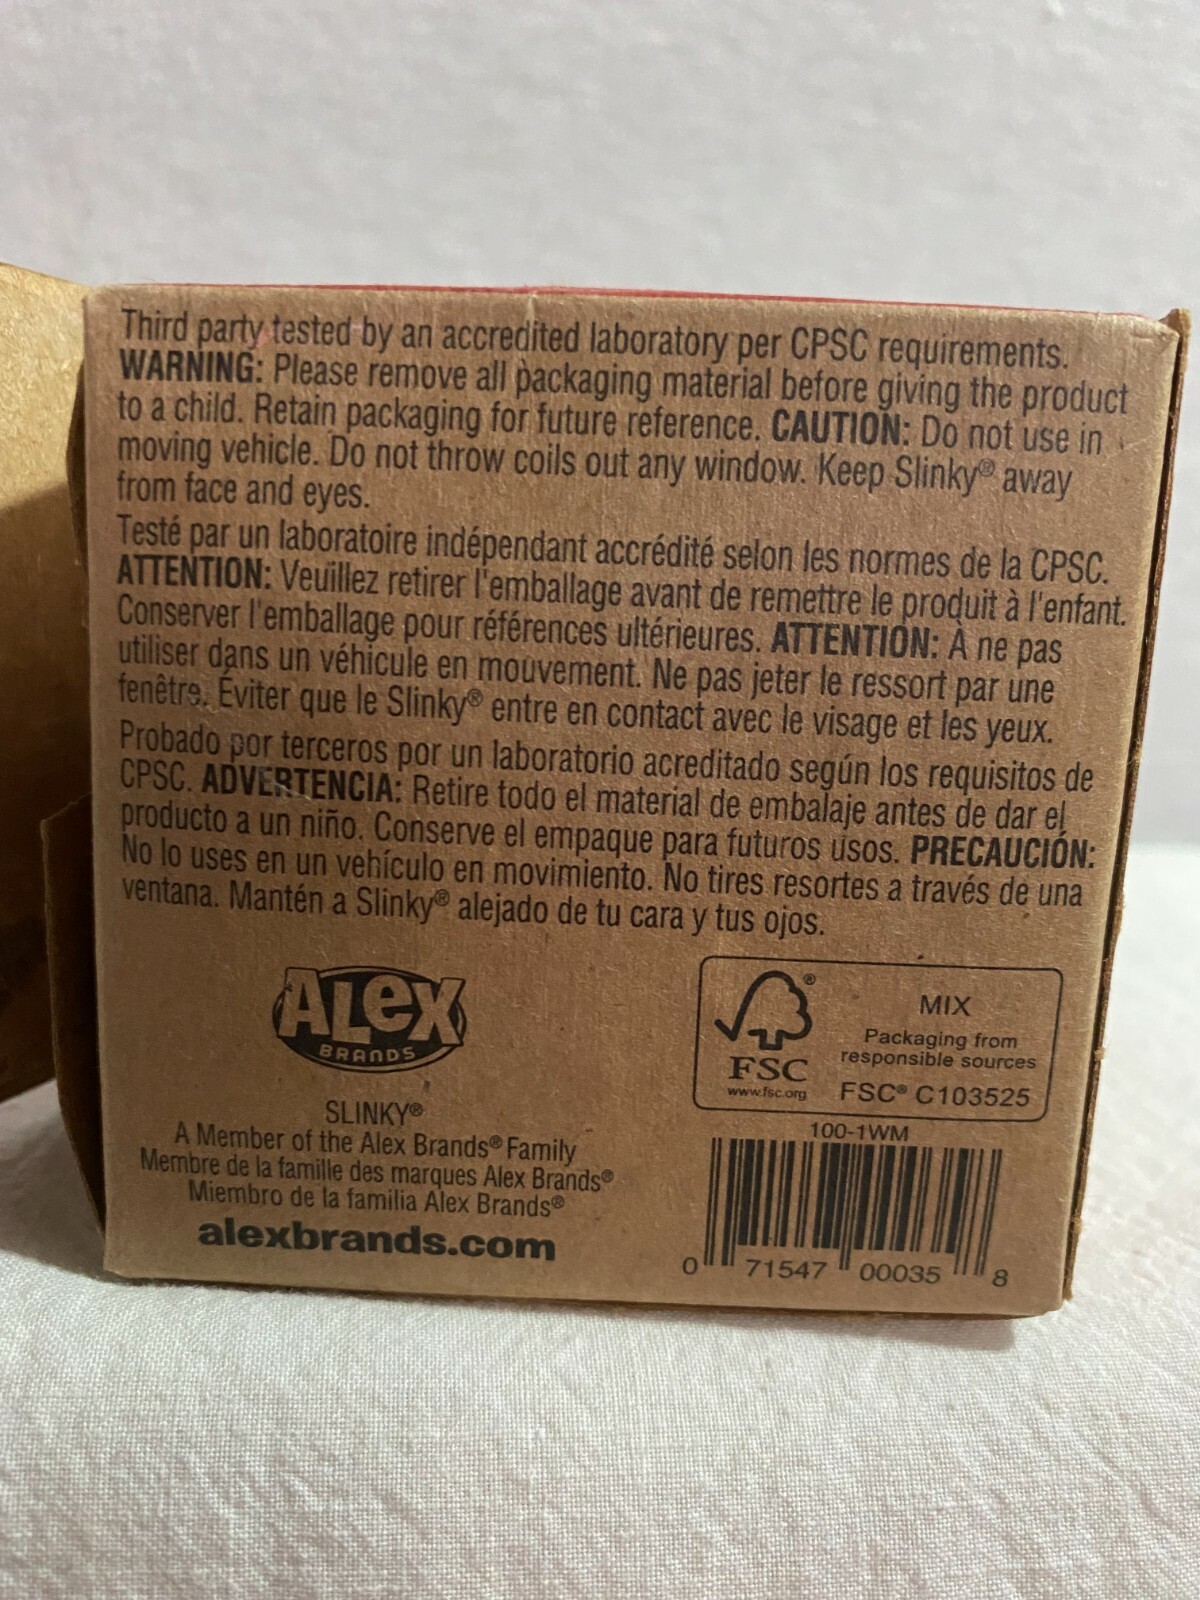 Third party tested by an accredited laboratory per CPSC requirements.
WARNING: Please remove all packaging material before giving the product
to a child. Retain packaging for future reference. CAUTION: Do not use in
moving vehicle. Do not throw coils out any window. Keep Slinky® away
from face and eyes.
Testé par un laboratoire indépendant accrédité selon les normes de la CPSC.
ATTENTION: Veuillez retirer l'emballage avant de remettre le produit à l'enfant.
Conserver l'emballage pour références ultérieures. ATTENTION: À ne pas
utiliser dans un véhicule en mouvement. Ne pas jeter le ressort par une
fenêtre. Éviter que le Slinky® entre en contact avec le visage et les yeux.
Probado por terceros por un laboratorio acreditado según los requisitos de
CPSC. ADVERTENCIA: Retire todo el material de embalaje antes de dar el
producto a un niño. Conserve el empaque para futuros usos. PRECAUCIÓN:
No lo uses en un vehículo en movimiento. No tires resortes a través de una
ventana. Mantén a Slinky® alejado de tu cara y tus ojos.
ALeX
BRANDS
SLINKY®
A Member of the Alex Brands® Family
Membre de la famille des marques Alex Brands®
Miembro de la familia Alex Brands®
alexbrands.com
®
FSC
www.fsc.org
MIX
Packaging from
responsible sources
FSC® C103525
100-1WM
0 71547 00035 8